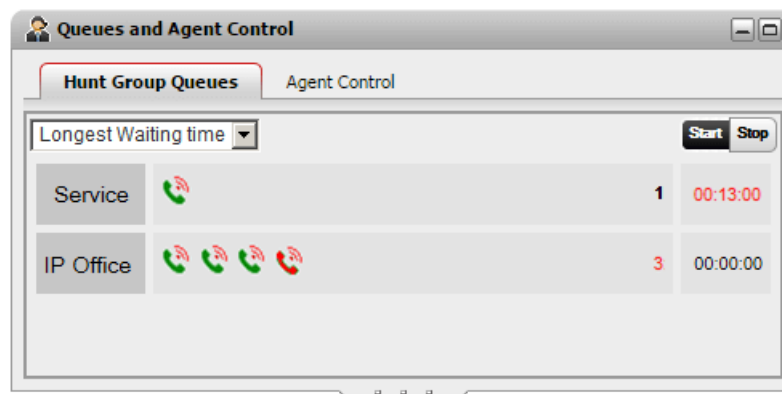 Queues and Agent Control
Hunt Group Queues Agent Control
Longest Waiting time Start Stop
Service 1 00:13:00
IP Office 3 00:00:00